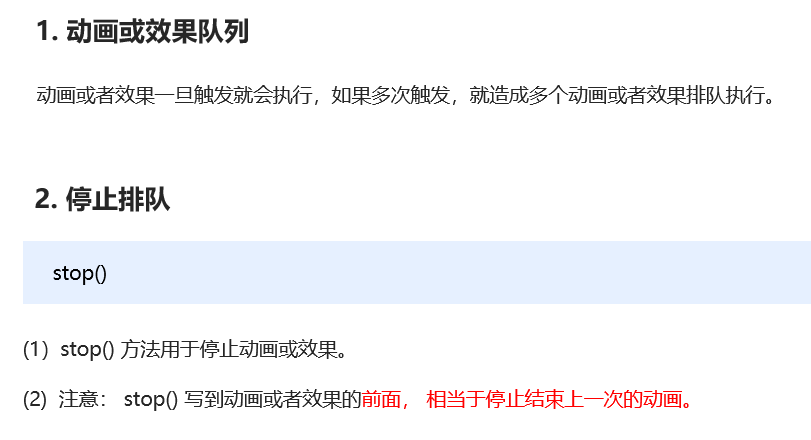 1. 动画或效果队列
动画或者效果一旦触发就会执行，如果多次触发，就造成多个动画或者效果排队执行。
2. 停止排队
stop()
(1）stop() 方法用于停止动画或效果。
(2) 注意： stop() 写到动画或者效果的前面， 相当于停止结束上一次的动画。